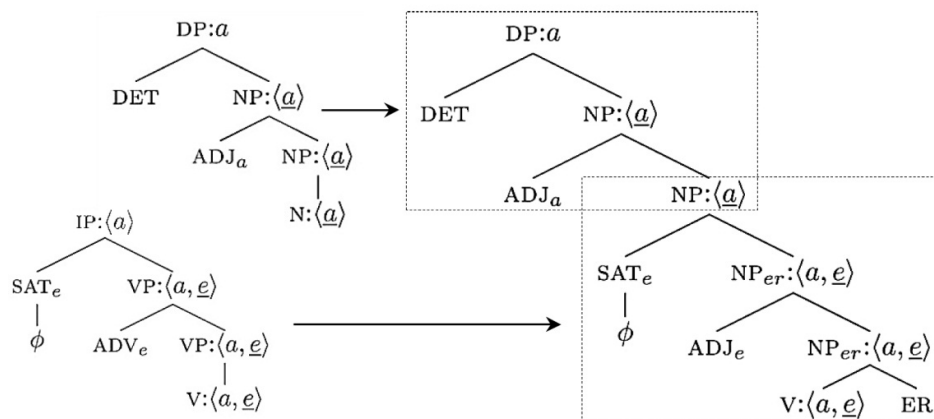 DP:a
DET NP:⟨a⟩
ADJa NP:⟨a⟩
N:⟨a⟩
IP:⟨a⟩
SATe VP:⟨a, e⟩
ϕ ADVe VP:⟨a, e⟩
V:⟨a, e⟩
DP:a
DET NP:⟨a⟩
ADJa NP:⟨a⟩
SATe NPer:⟨a, e⟩
ϕ ADJe NPer:⟨a, e⟩
V:⟨a, e⟩ ER